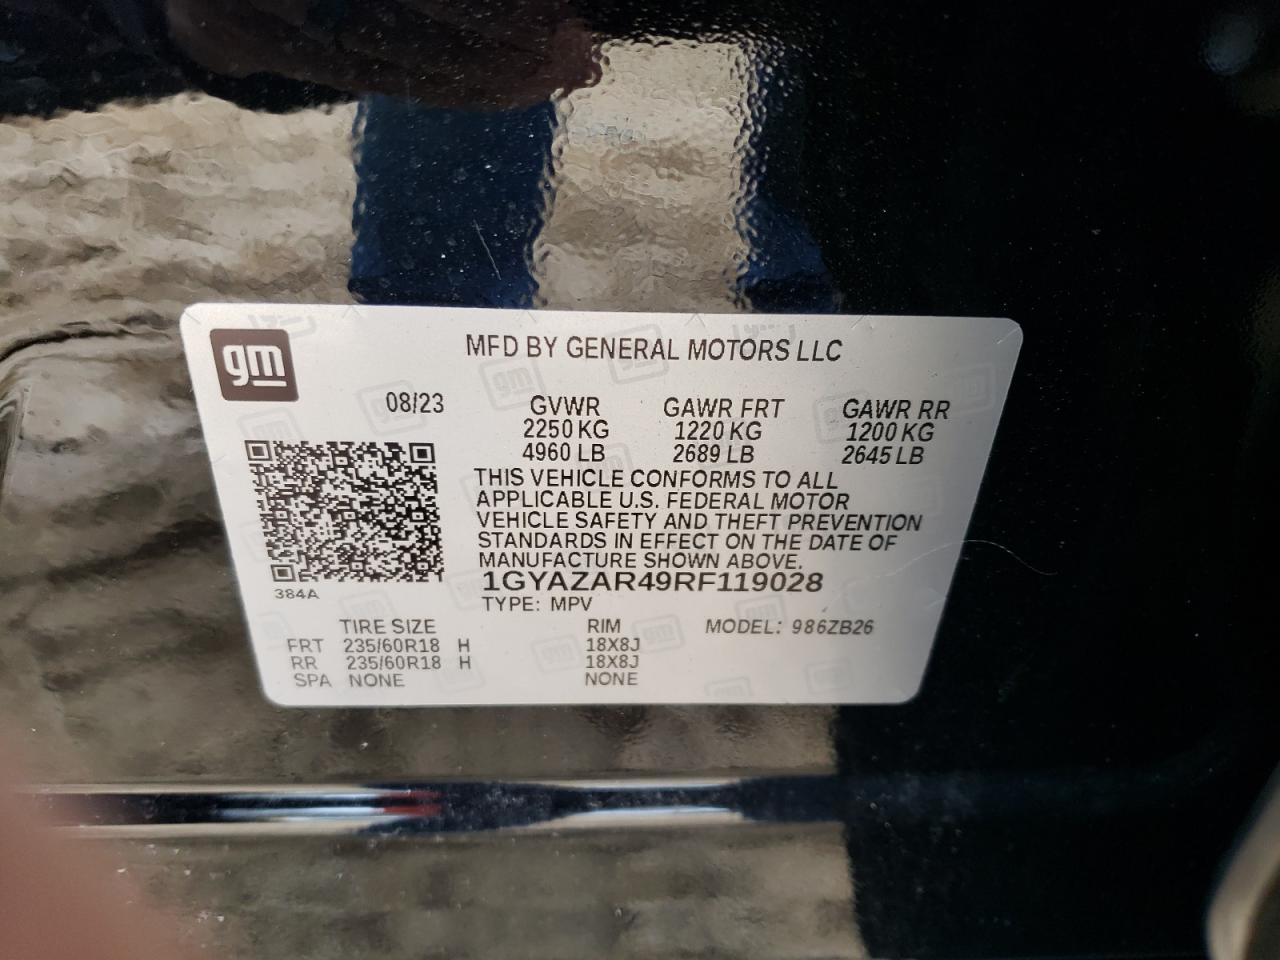 gm
MFD BY GENERAL MOTORS LLC
08/23 GVWR GAWR FRT GAWR RR
2250 KG 1220 KG 1200 KG
4960 LB 2689 LB 2645 LB
THIS VEHICLE CONFORMS TO ALL
APPLICABLE U.S. FEDERAL MOTOR
VEHICLE SAFETY AND THEFT PREVENTION
STANDARDS IN EFFECT ON THE DATE OF
MANUFACTURE SHOWN ABOVE.
1GYAZAR49RF119028
384A
TYPE: MPV
TIRE SIZE RIM MODEL: 986ZB26
FRT 235/60R18 H 18X8J
RR 235/60R18 H 18X8J
SPA NONE NONE